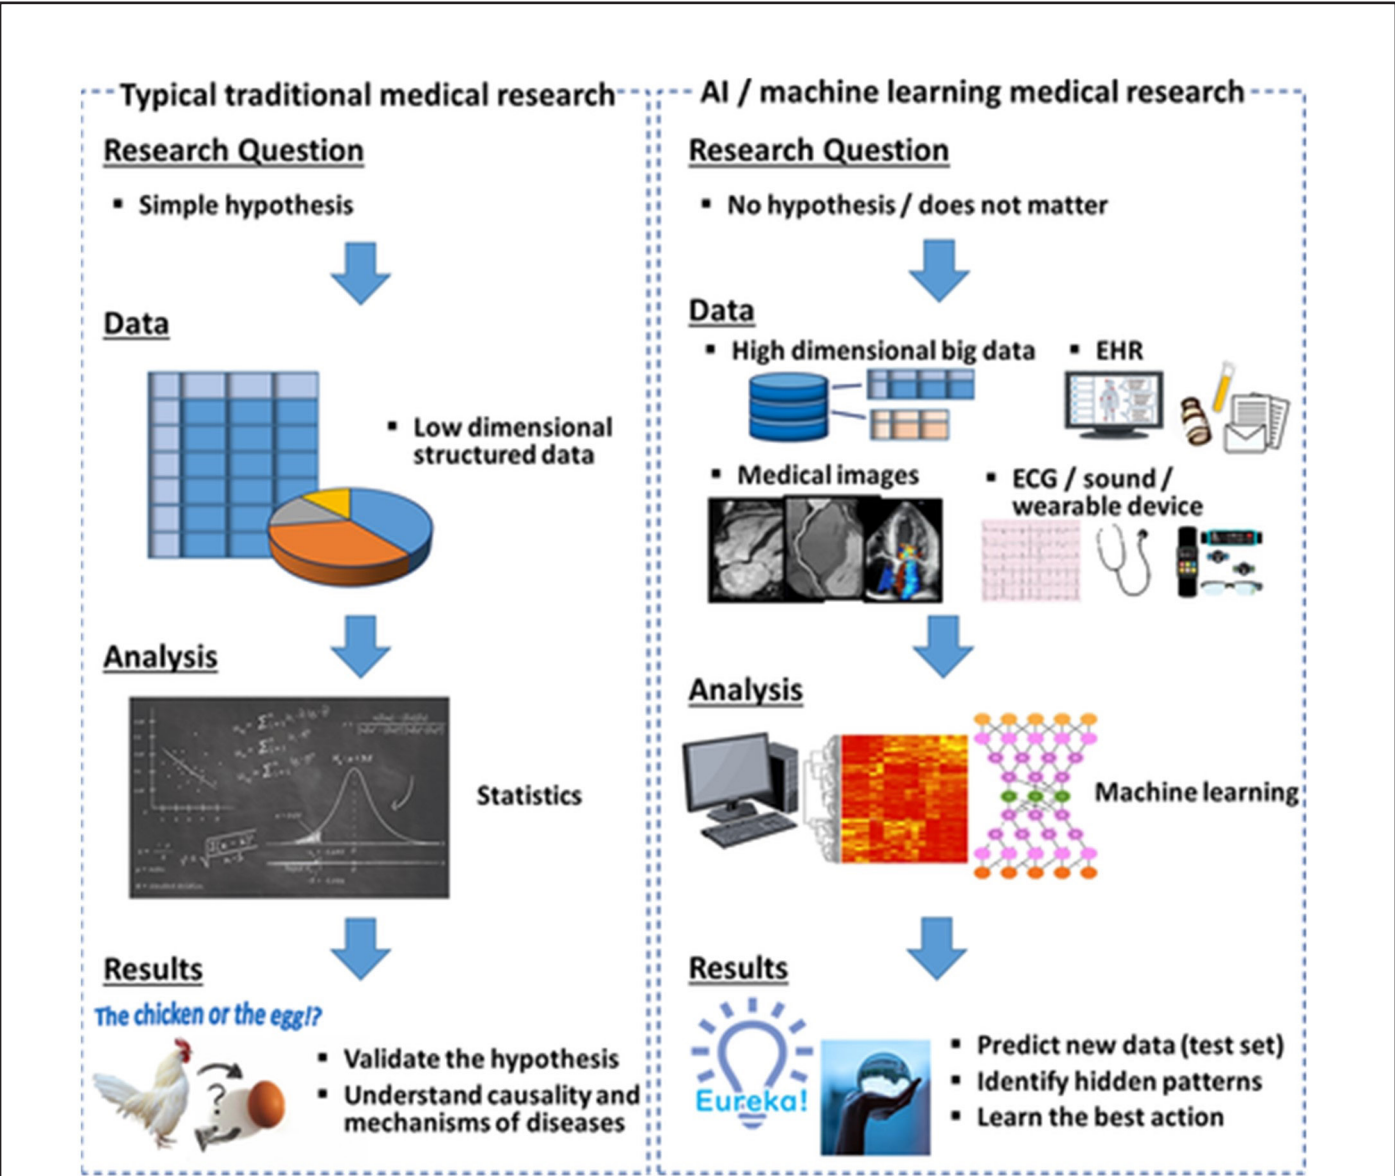 Typical traditional medical research
Research Question
▪ Simple hypothesis
Data
▪ Low dimensional
structured data
Analysis
Statistics
Results
The chicken or the egg!?
?
▪ Validate the hypothesis
▪ Understand causality and
mechanisms of diseases
AI / machine learning medical research
Research Question
▪ No hypothesis / does not matter
Data
▪ High dimensional big data
▪ EHR
▪ Medical images
▪ ECG / sound /
wearable device
Analysis
Machine learning
Results
Eureka!
▪ Predict new data (test set)
▪ Identify hidden patterns
▪ Learn the best action